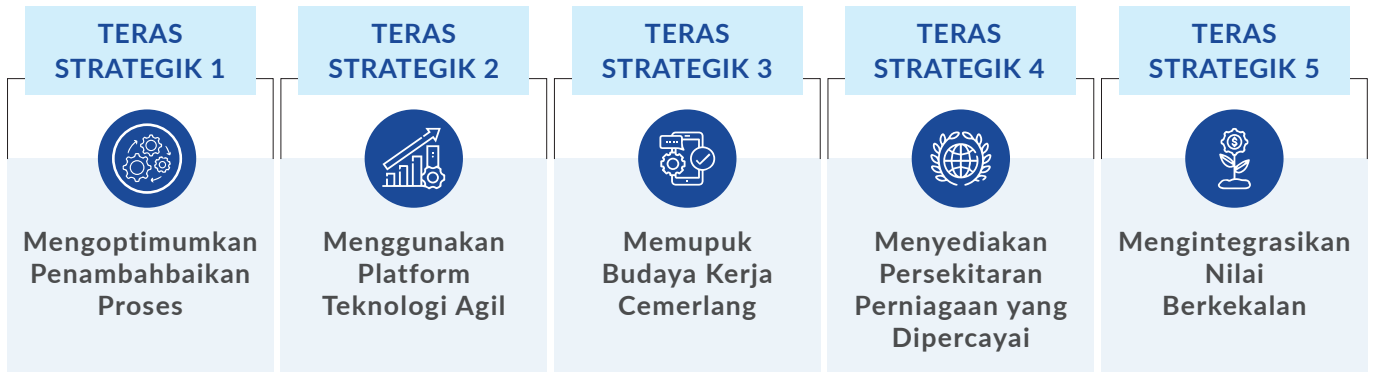 TERAS
STRATEGIK 1
Mengoptimumkan
Penambahbaikan
Proses
TERAS
STRATEGIK 2
Menggunakan
Platform
Teknologi Agil
TERAS
STRATEGIK 3
Memupuk
Budaya Kerja
Cemerlang
TERAS
STRATEGIK 4
Menyediakan
Persekitaran
Perniagaan yang
Dipercayai
TERAS
STRATEGIK 5
Mengintegrasikan
Nilai
Berkekalan